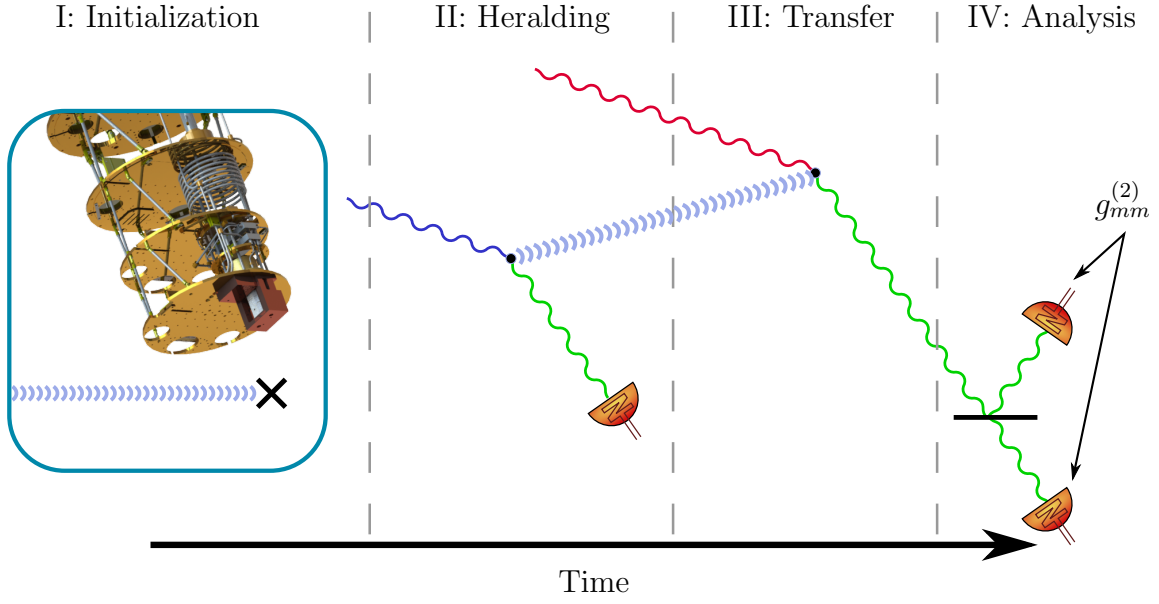 I: Initialization
II: Heralding
III: Transfer
IV: Analysis
g_{mm}^{(2)}
Time